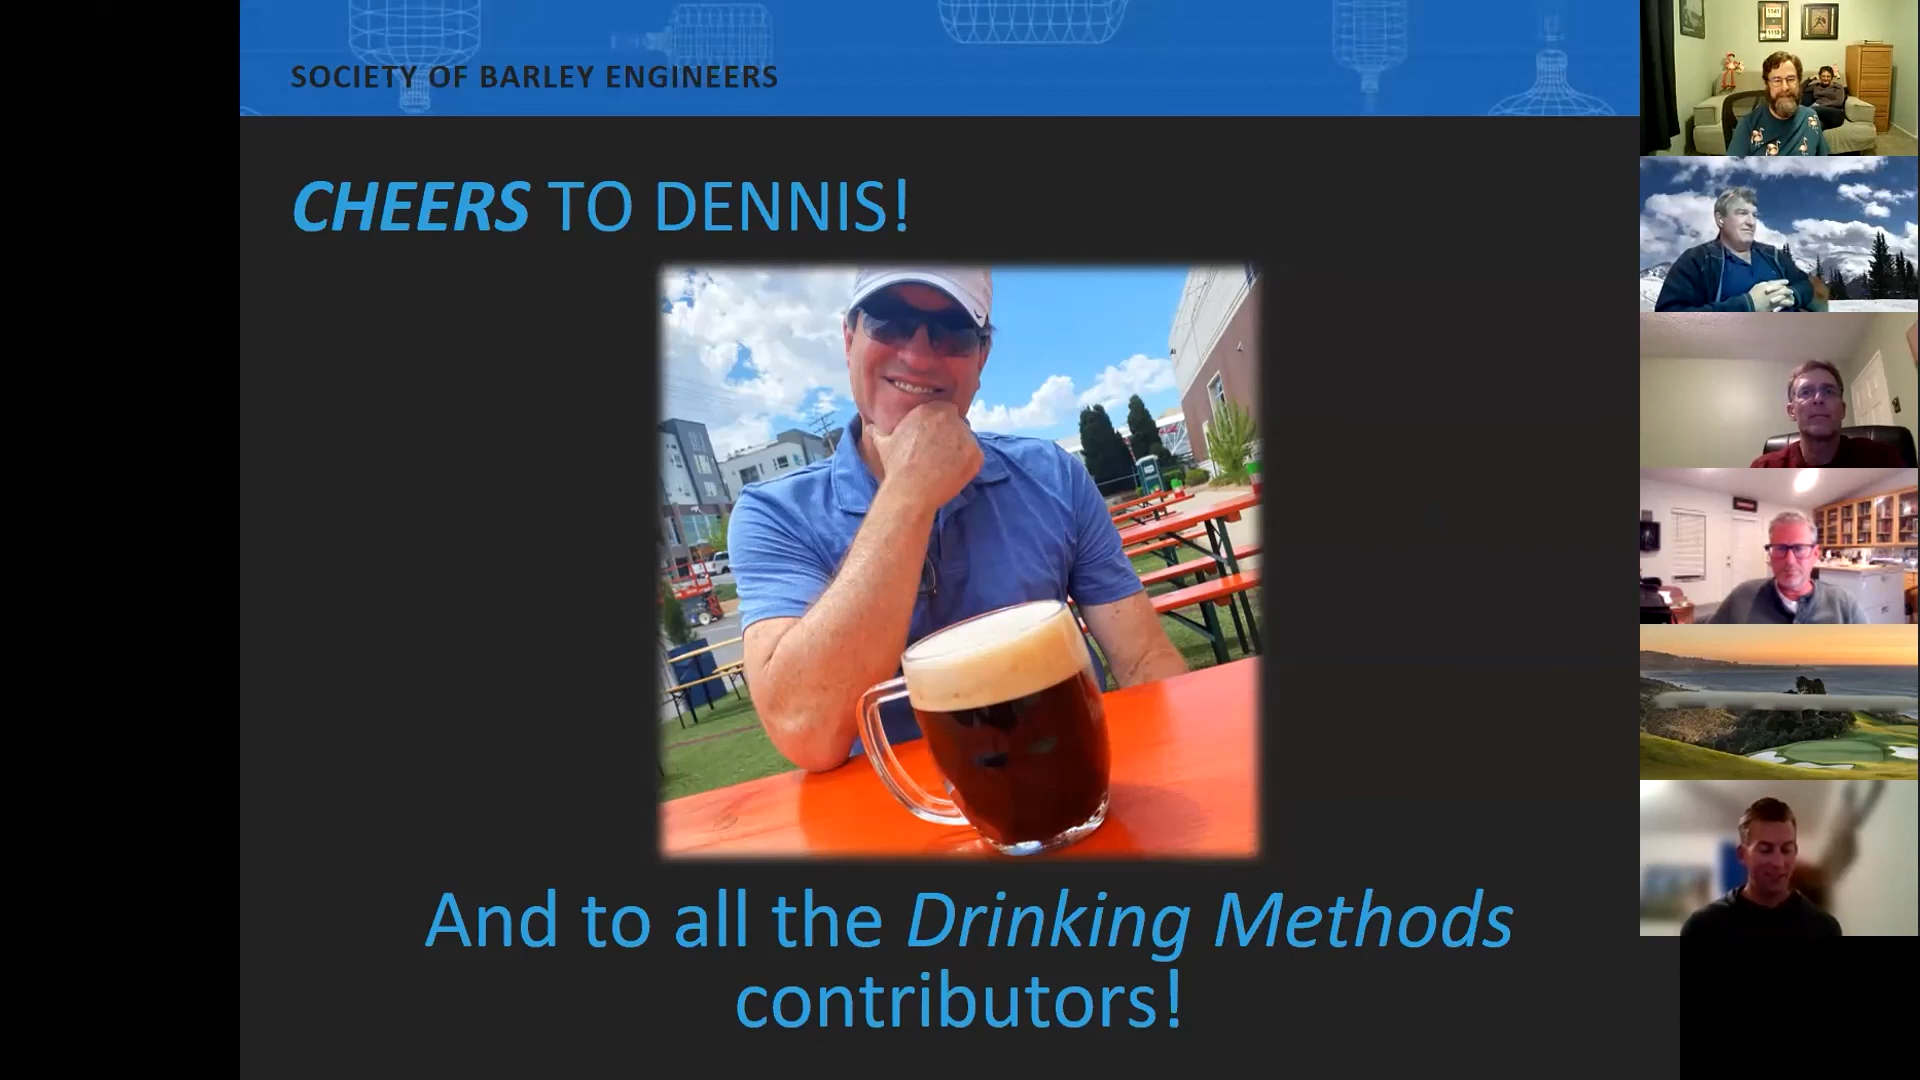 SOCIETY OF BARLEY ENGINEERS
CHEERS TO DENNIS!
And to all the Drinking Methods
contributors!